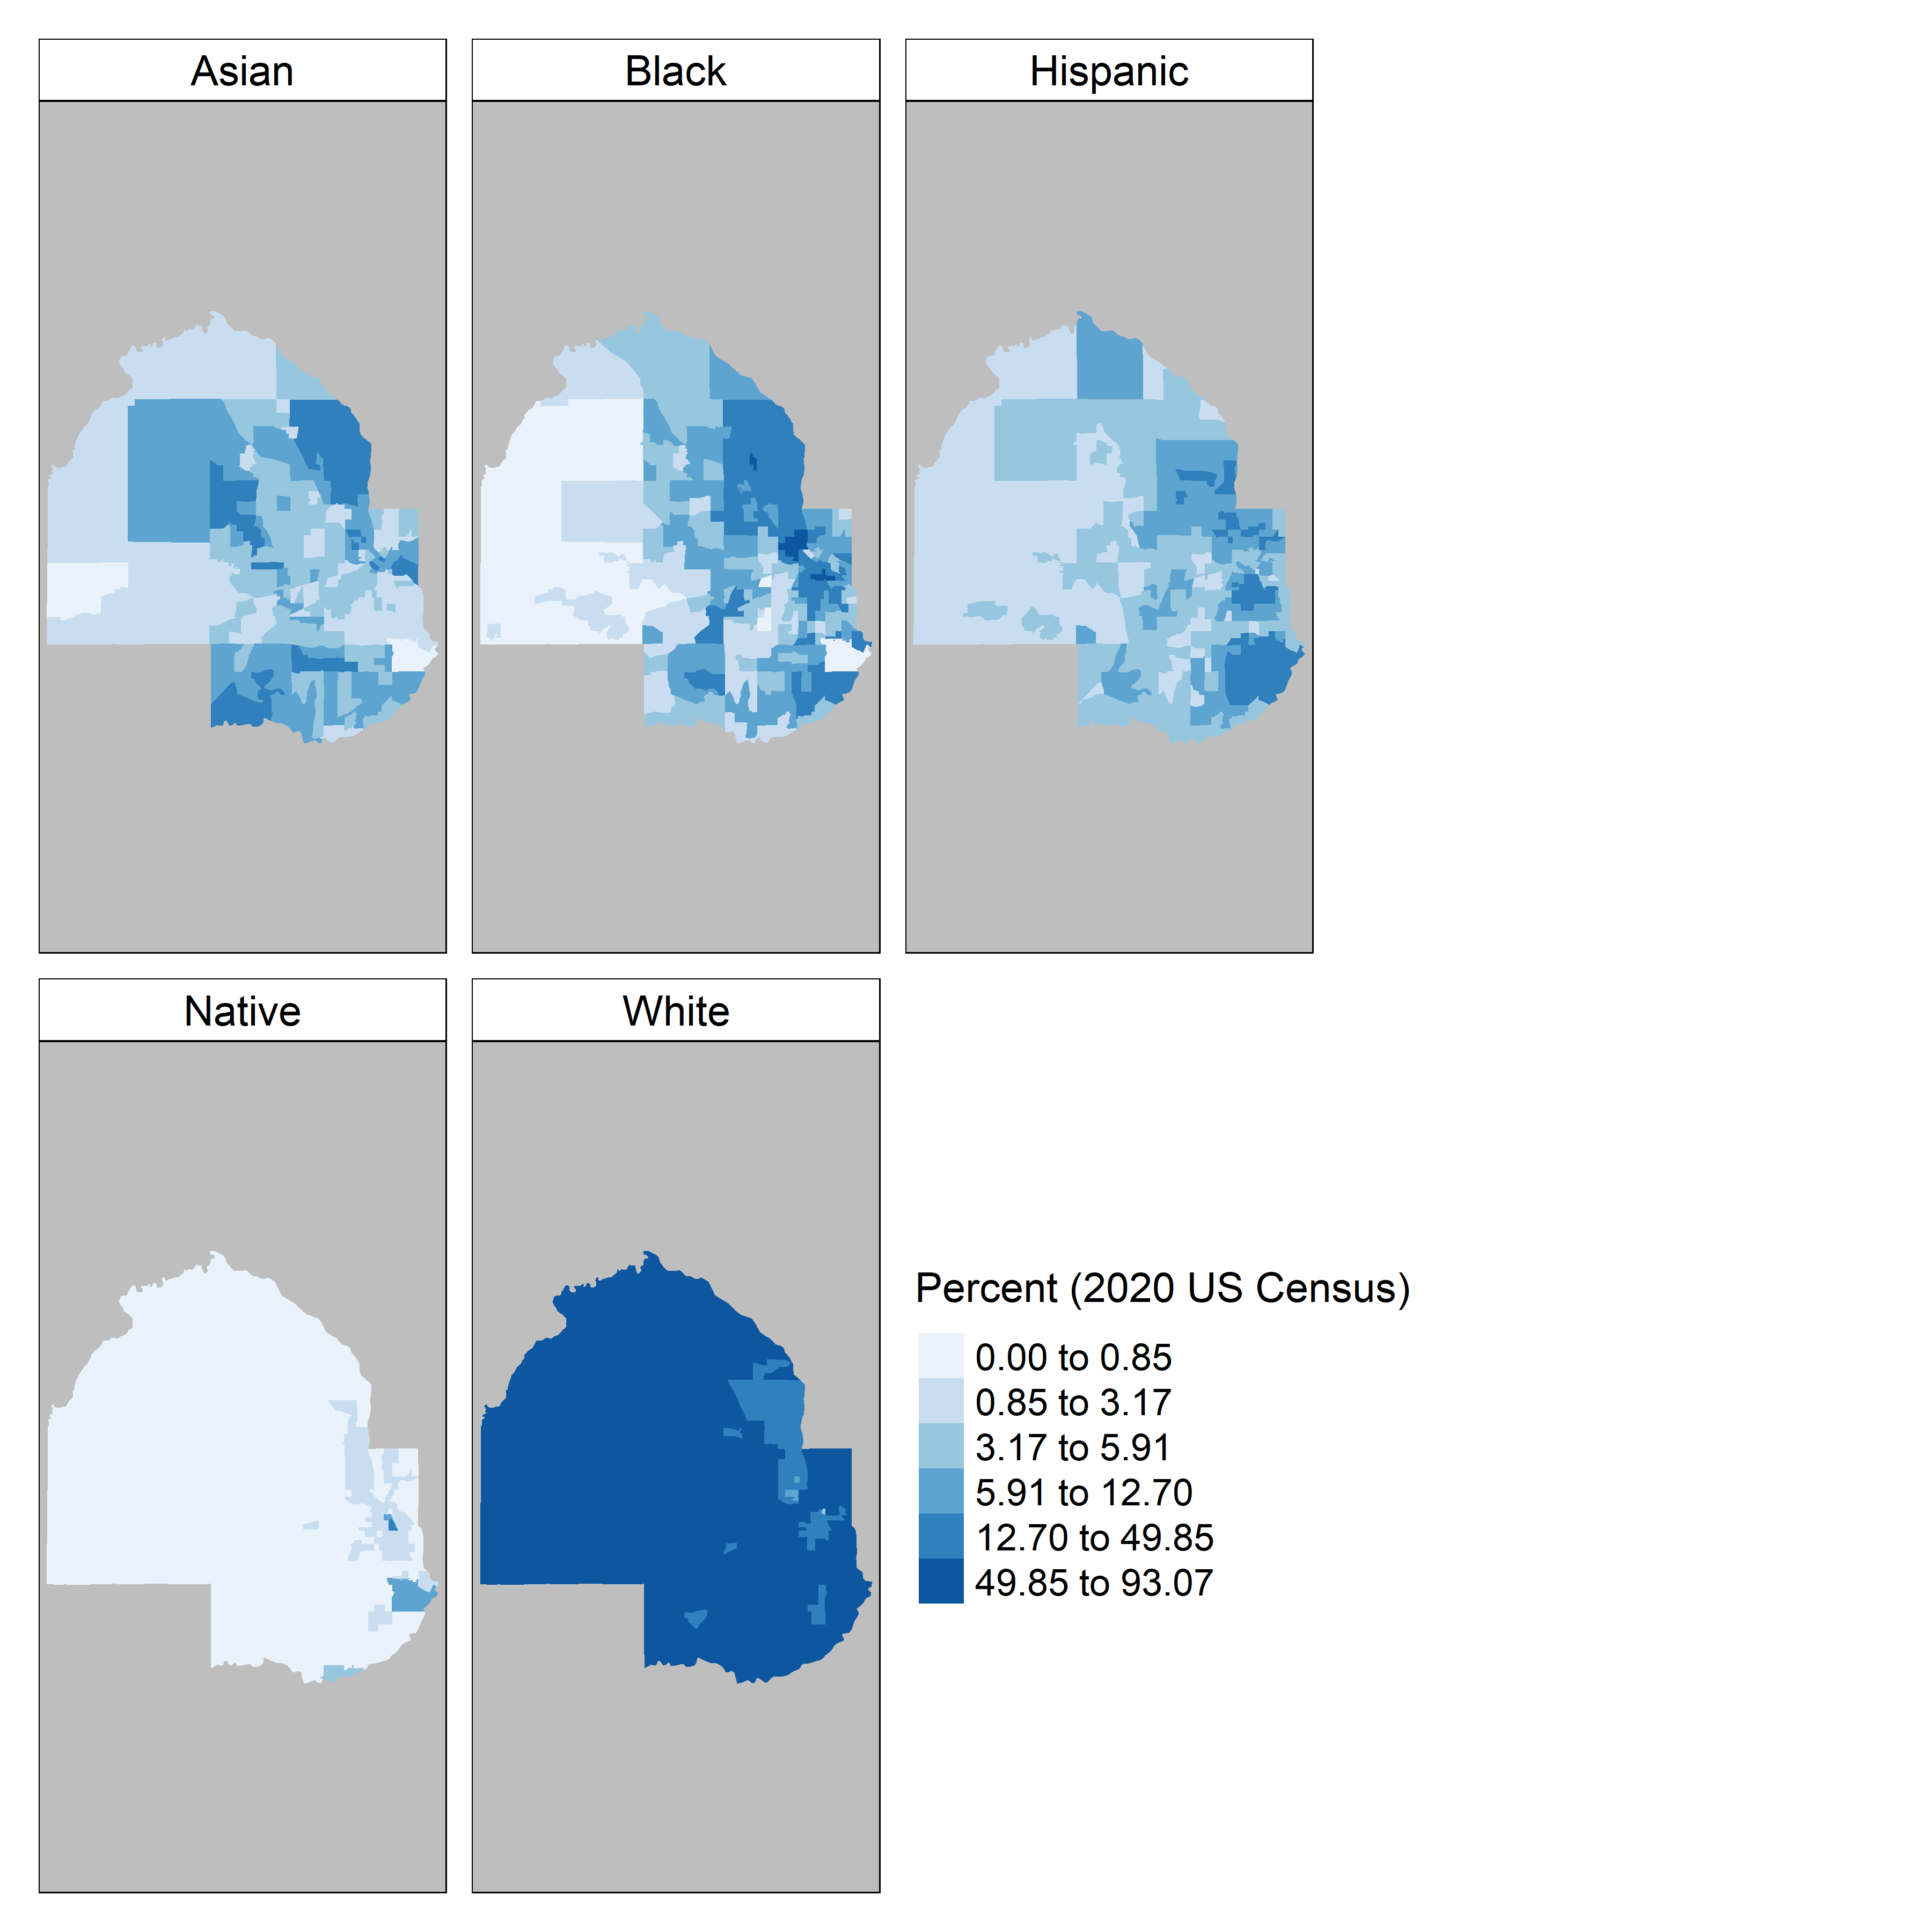 Asian
Black
Hispanic
Native
White
Percent (2020 US Census)
0.00 to 0.85
0.85 to 3.17
3.17 to 5.91
5.91 to 12.70
12.70 to 49.85
49.85 to 93.07